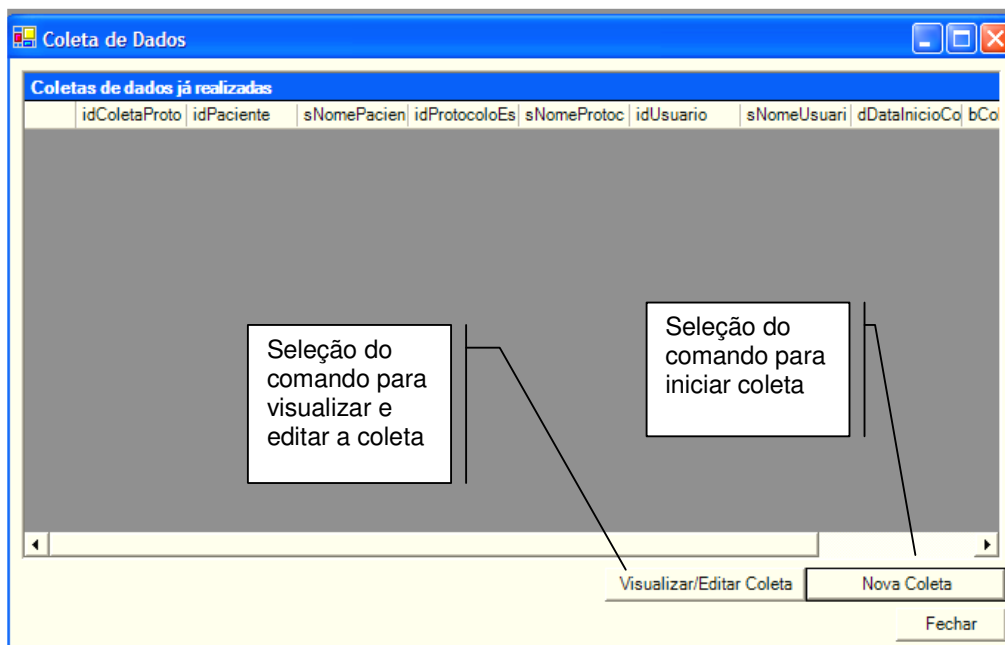 Coleta de Dados
Coletas de dados já realizadas
idColetaProto idPaciente sNomePacien idProtocoloEs sNomeProtoc idUsuario sNomeUsuari dDataInicioCo bCol
Seleção do
comando para
visualizar e
editar a coleta
Seleção do
comando para
iniciar coleta
Visualizar/Editar Coleta Nova Coleta
Fechar